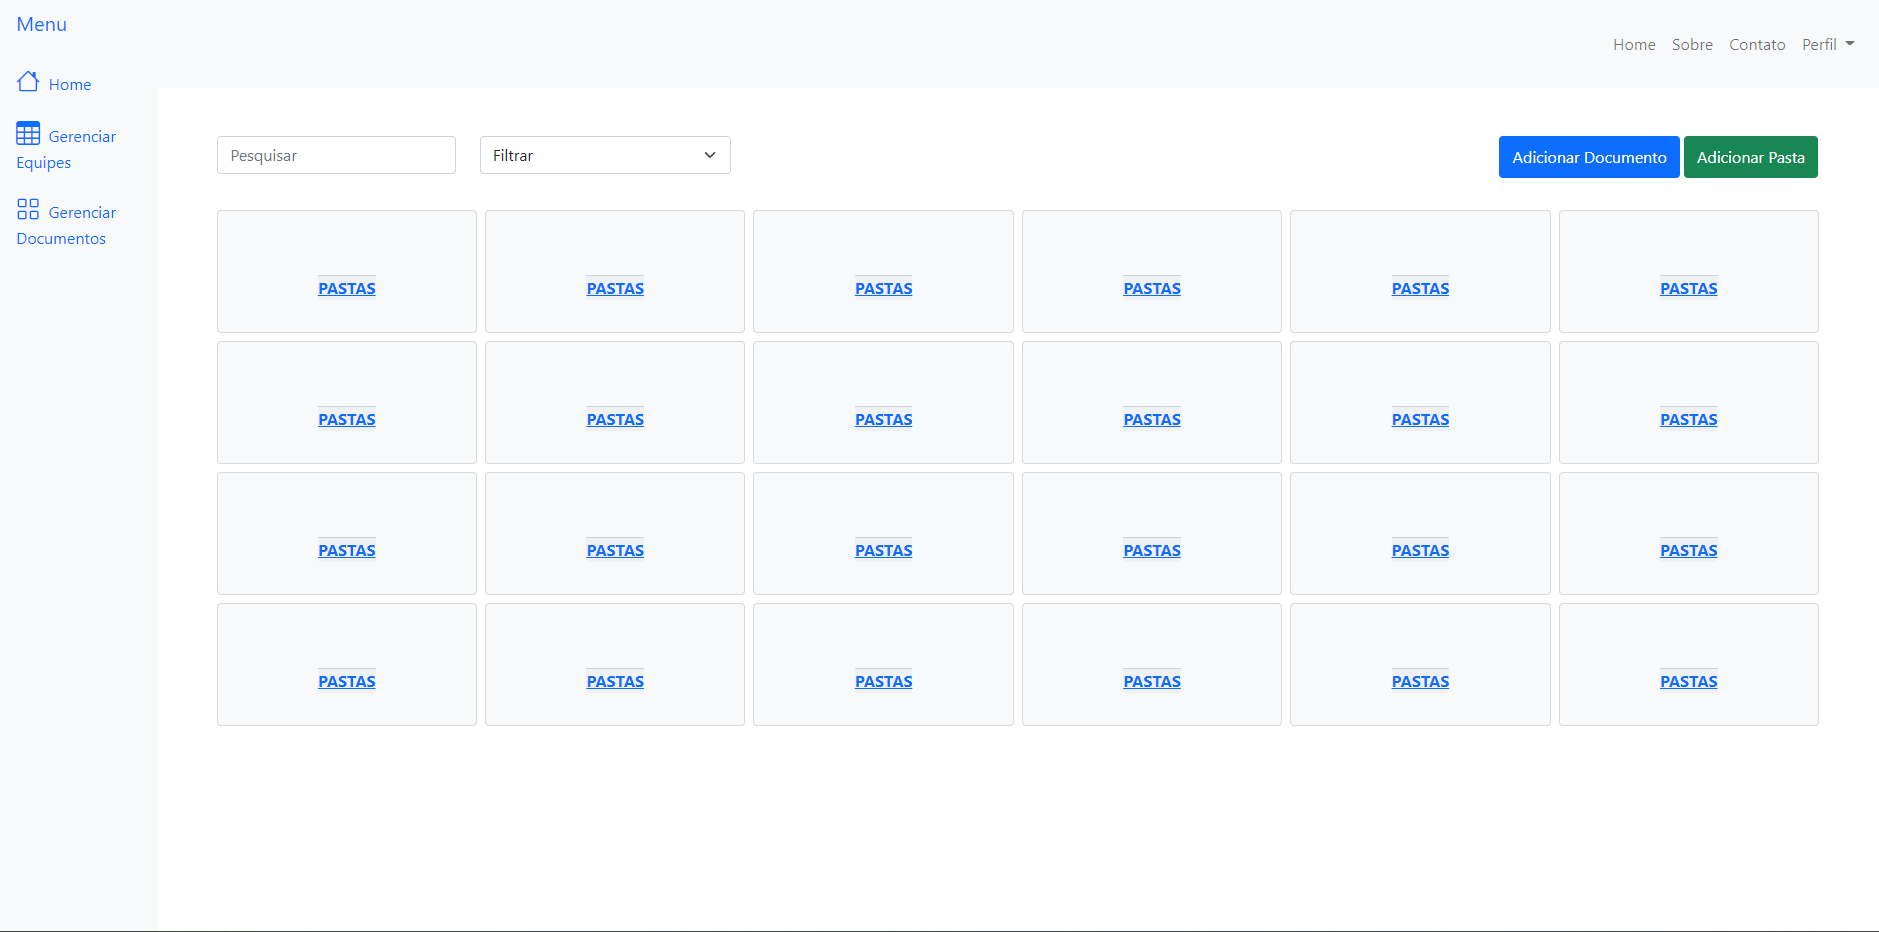 Menu
Home
Gerenciar
Equipes
Gerenciar
Documentos
Home Sobre Contato Perfil
Pesquisar Filtrar Adicionar Documento Adicionar Pasta
PASTAS PASTAS PASTAS PASTAS PASTAS PASTAS
PASTAS PASTAS PASTAS PASTAS PASTAS PASTAS
PASTAS PASTAS PASTAS PASTAS PASTAS PASTAS
PASTAS PASTAS PASTAS PASTAS PASTAS PASTAS